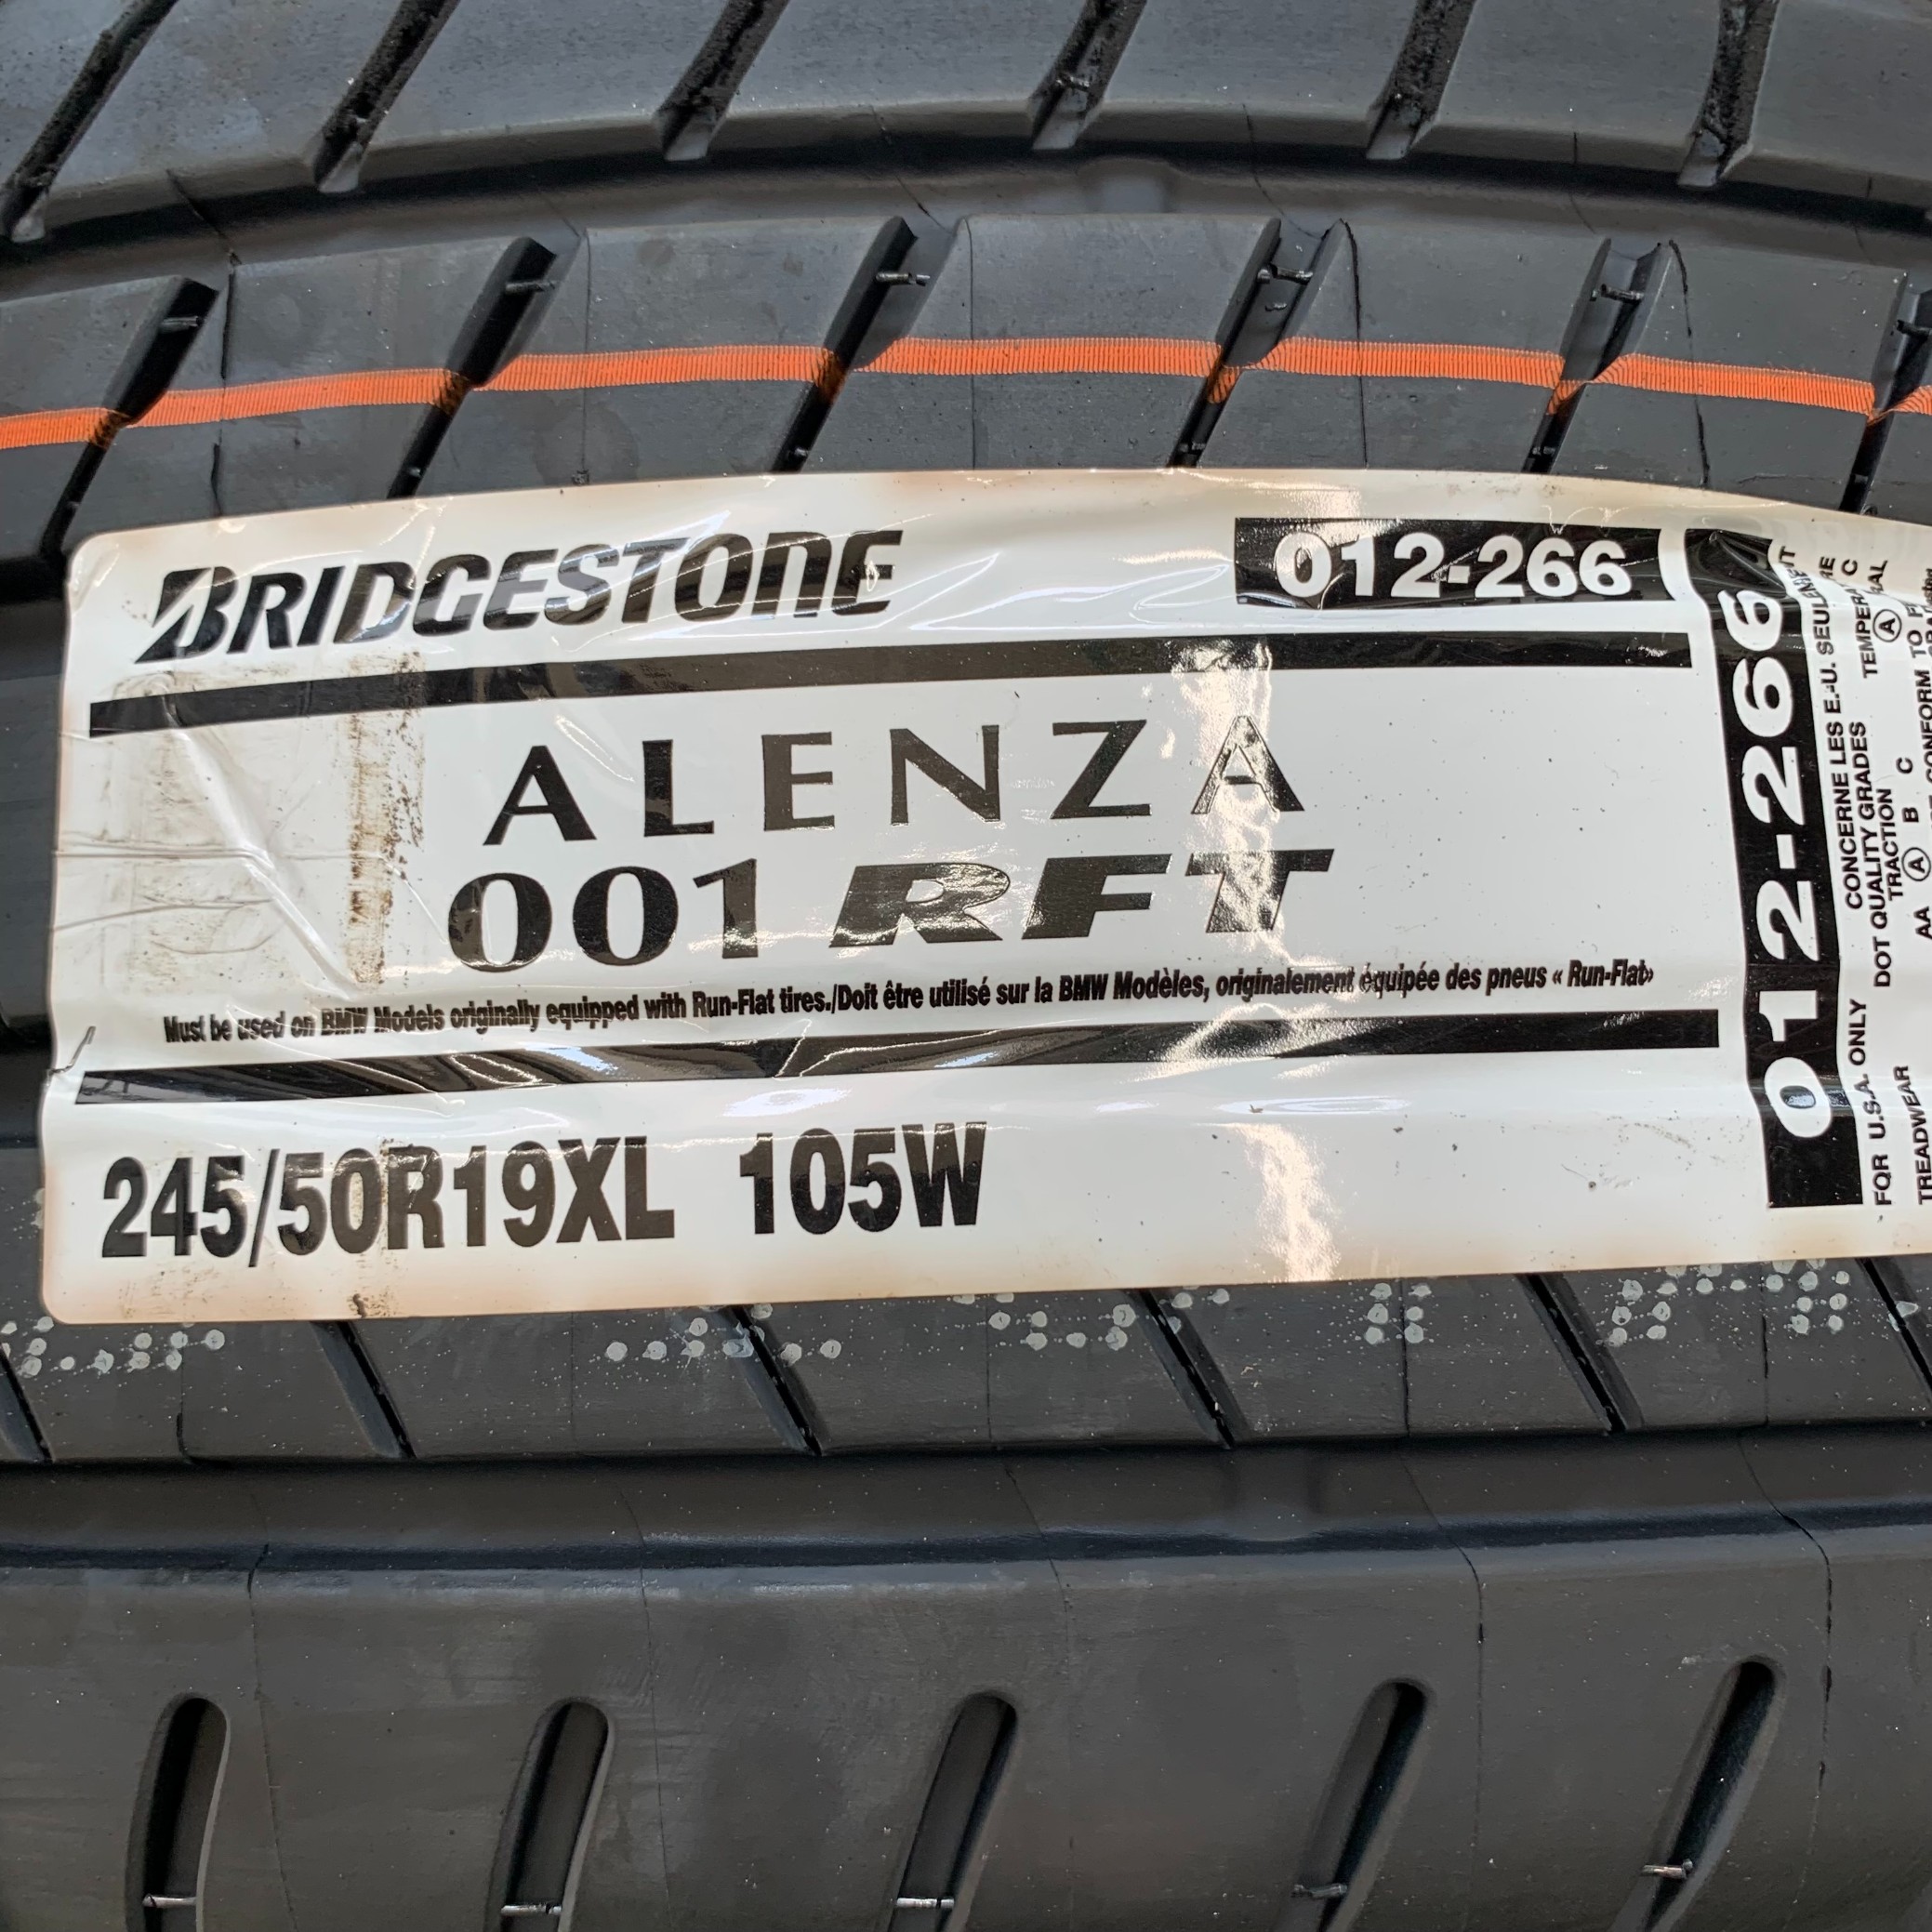 BRIDGESTONE
012-266
ALENZA
001 RFT
Must be used on BMW Models originally equipped with Run-Flat tires./Doit être utilisé sur la BMW Modèles, originalement équipée des pneus « Run-Flat»
245/50R19XL 105W
012-266
FOR U.S.A. ONLY CONCERNE LES E.-U. SEULEMENT
DOT QUALITY GRADES
TREADWEAR TRACTION
AA A B C
A
C
CONFORM TO